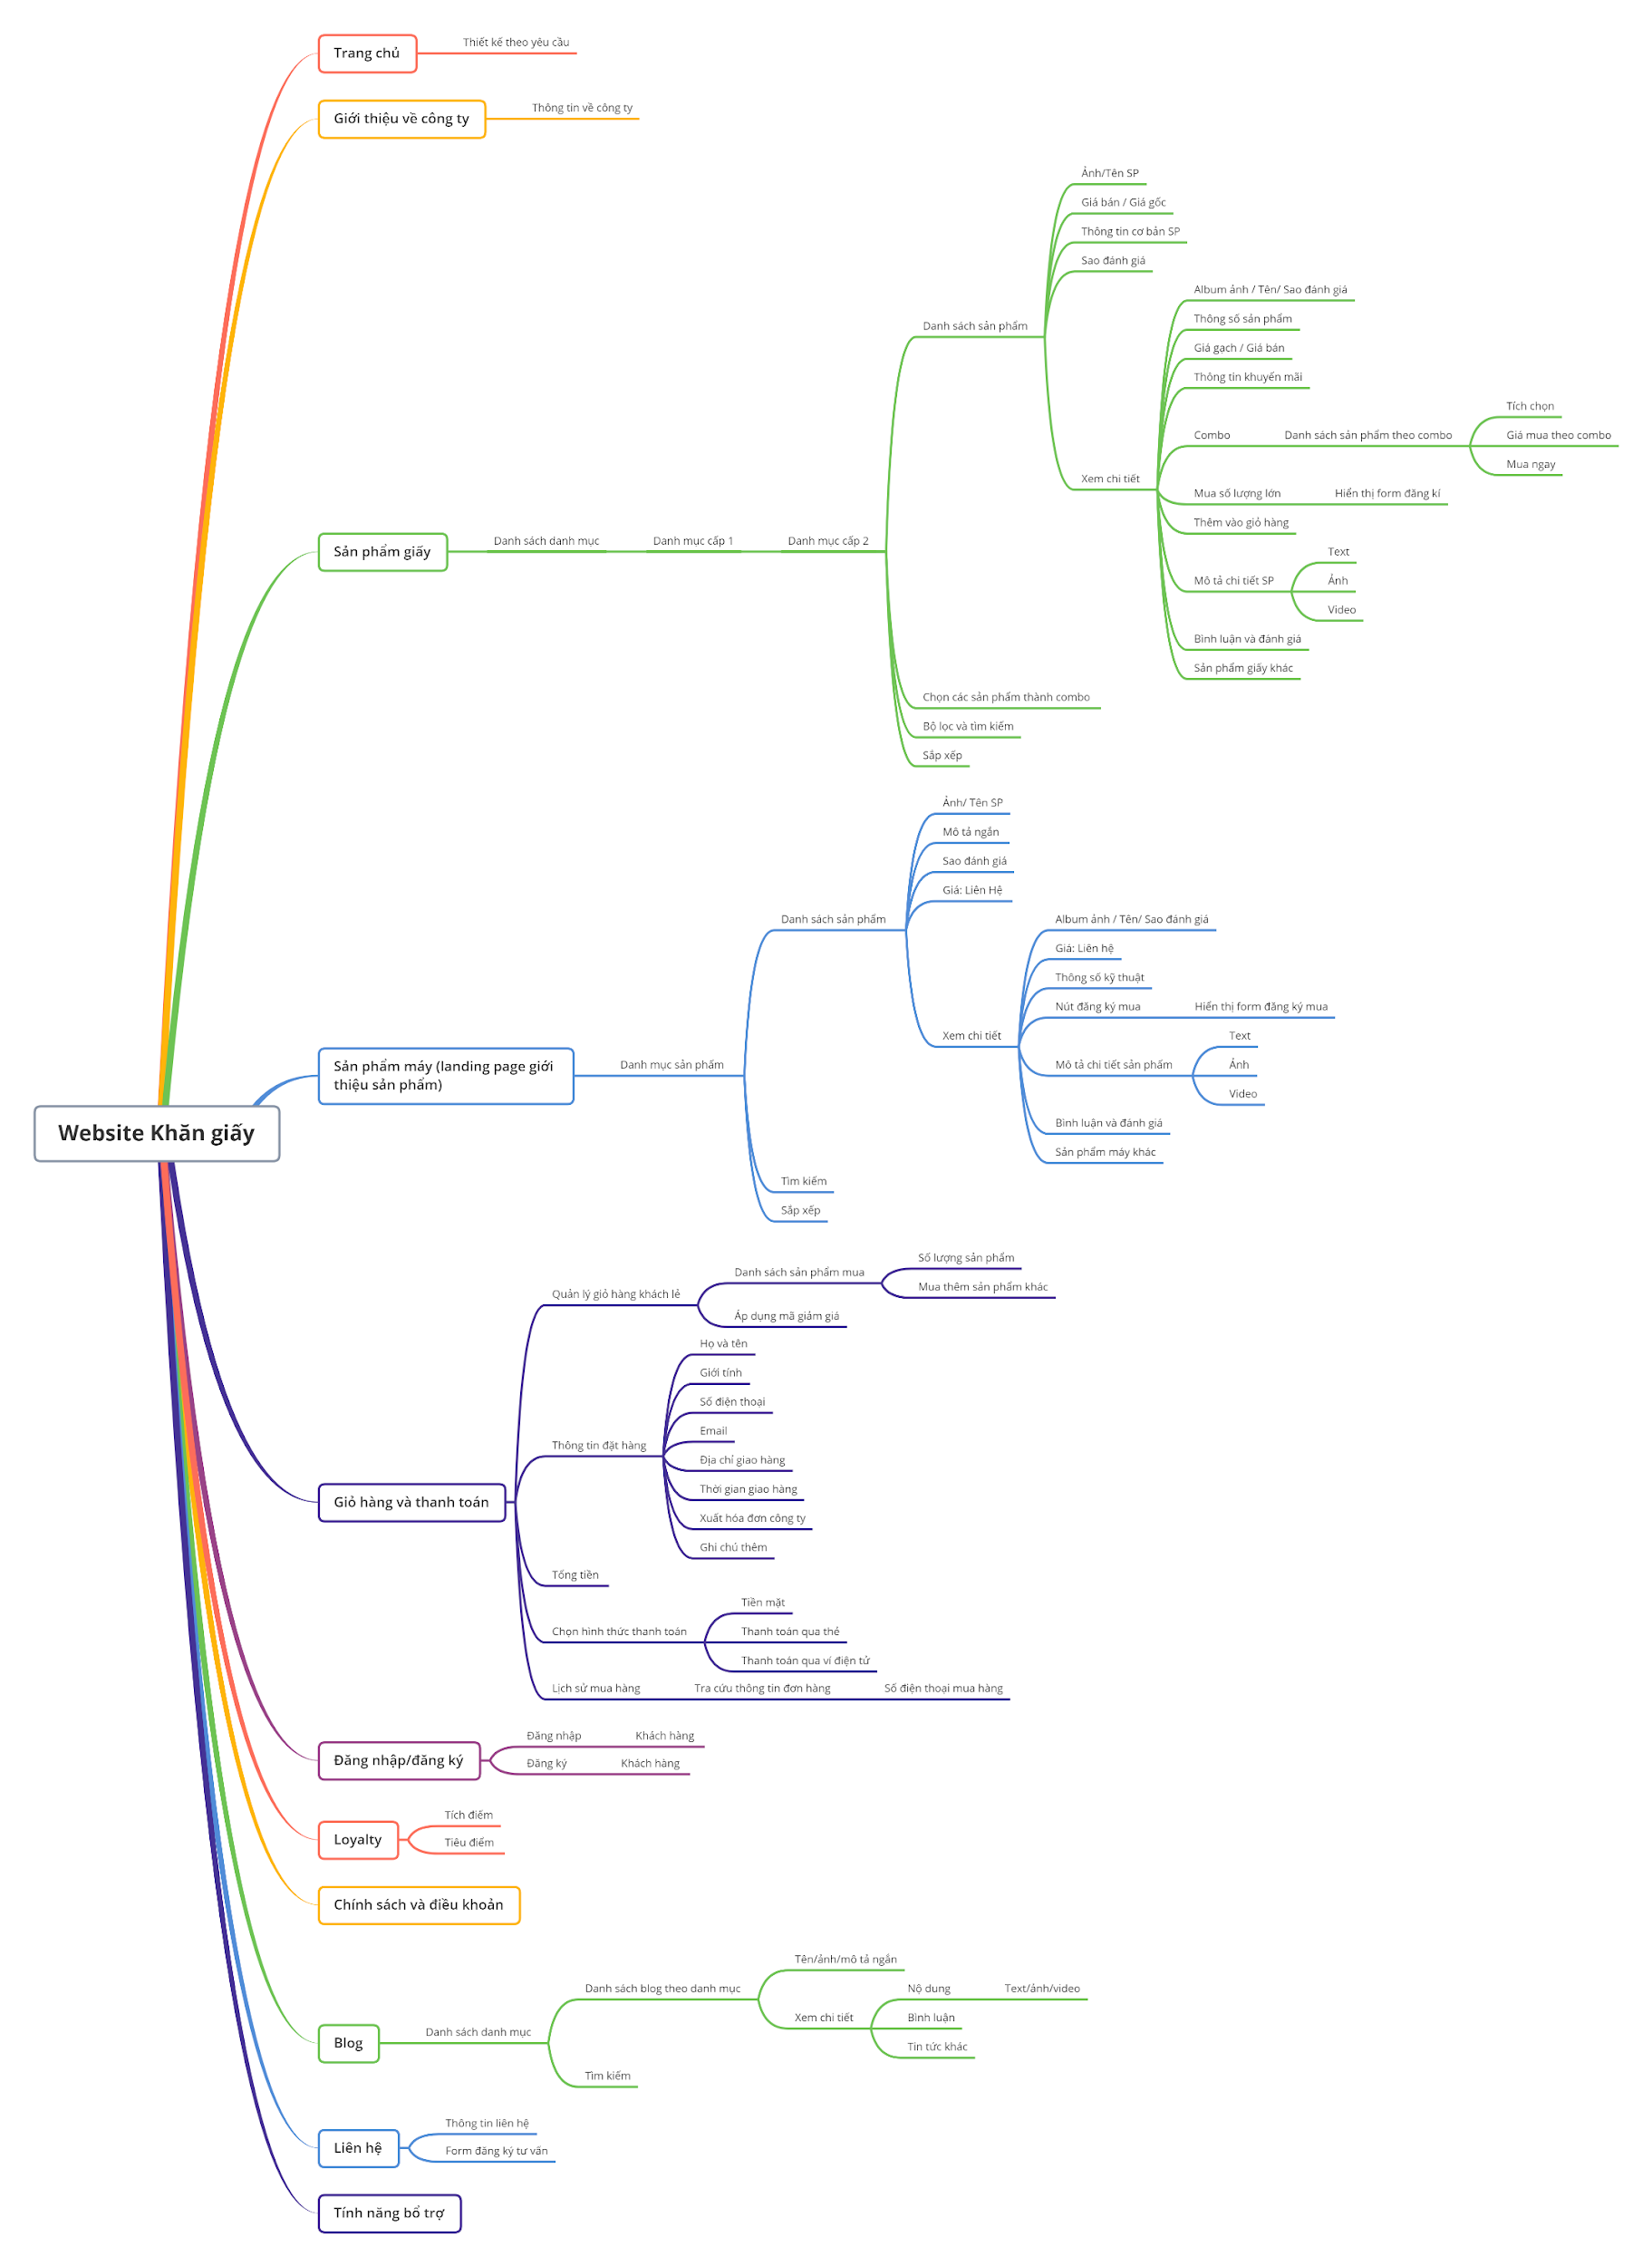 Website Khăn giấy
Trang chủ
Thiết kế theo yêu cầu
Giới thiệu về công ty
Thông tin về công ty
Sản phẩm giấy
Danh sách danh mục
Danh mục cấp 1
Danh mục cấp 2
Danh sách sản phẩm
Ảnh/Tên SP
Giá bán / Giá gốc
Thông tin cơ bản SP
Sao đánh giá
Xem chi tiết
Album ảnh / Tên/ Sao đánh giá
Thông số sản phẩm
Giá gạch / Giá bán
Thông tin khuyến mãi
Combo
Danh sách sản phẩm theo combo
Tích chọn
Giá mua theo combo
Mua ngay
Mua số lượng lớn
Hiển thị form đăng kí
Thêm vào giỏ hàng
Mô tả chi tiết SP
Text
Ảnh
Video
Bình luận và đánh giá
Sản phẩm giấy khác
Chọn các sản phẩm thành combo
Bộ lọc và tìm kiếm
Sắp xếp
Sản phẩm máy (landing page giới
thiệu sản phẩm)
Danh mục sản phẩm
Danh sách sản phẩm
Ảnh/ Tên SP
Mô tả ngắn
Sao đánh giá
Giá: Liên Hệ
Xem chi tiết
Album ảnh / Tên/ Sao đánh giá
Giá: Liên hệ
Thông số kỹ thuật
Nút đăng ký mua
Hiển thị form đăng ký mua
Mô tả chi tiết sản phẩm
Text
Ảnh
Video
Bình luận và đánh giá
Sản phẩm máy khác
Tìm kiếm
Sắp xếp
Giỏ hàng và thanh toán
Quản lý giỏ hàng khách lẻ
Danh sách sản phẩm mua
Số lượng sản phẩm
Mua thêm sản phẩm khác
Áp dụng mã giảm giá
Thông tin đặt hàng
Họ và tên
Giới tính
Số điện thoại
Email
Địa chỉ giao hàng
Thời gian giao hàng
Xuất hóa đơn công ty
Ghi chú thêm
Tổng tiền
Chọn hình thức thanh toán
Tiền mặt
Thanh toán qua thẻ
Thanh toán qua ví điện tử
Lịch sử mua hàng
Tra cứu thông tin đơn hàng
Số điện thoại mua hàng
Đăng nhập/đăng ký
Đăng nhập
Khách hàng
Đăng ký
Khách hàng
Loyalty
Tích điểm
Tiêu điểm
Chính sách và điều khoản
Blog
Danh sách danh mục
Danh sách blog theo danh mục
Tên/ảnh/mô tả ngắn
Xem chi tiết
Nộ dung
Text/ảnh/video
Bình luận
Tin tức khác
Tìm kiếm
Liên hệ
Thông tin liên hệ
Form đăng ký tư vấn
Tính năng bổ trợ